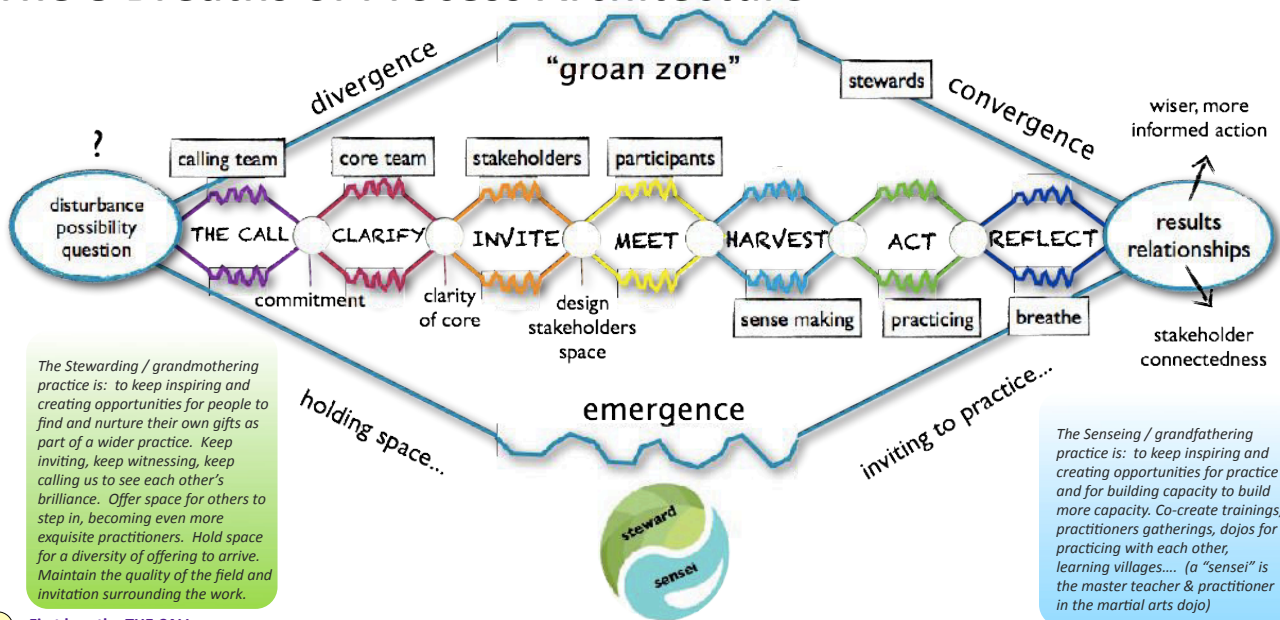 "groan zone"
divergence
convergence
stewards
wiser, more
informed action
?
calling team
core team
stakeholders
participants
disturbance
possibility
question
THE CALL
CLARIFY
INVITE
MEET
HARVEST
ACT
REFLECT
results
relationships
commitment
clarity
of core
design
stakeholders
space
sense making
practicing
breathe
stakeholder
connectedness
holding space...
emergence
inviting to practice...
The Stewarding / grandmothering
practice is:  to keep inspiring and
creating opportunities for people to
find and nurture their own gifts as
part of a wider practice.  Keep
inviting, keep witnessing, keep
calling us to see each other's
brilliance.  Offer space for others to
step in, becoming even more
exquisite practitioners.  Hold space
for a diversity of offering to arrive.
Maintain the quality of the field and
invitation surrounding the work.
steward
sensei
The Senseing / grandfathering
practice is:  to keep inspiring and
creating opportunities for practice
and for building capacity to build
more capacity. Co-create trainings,
practitioners gatherings, dojos for
practicing with each other,
learning villages.... (a "sensei" is
the master teacher & practitioner
in the martial arts dojo)